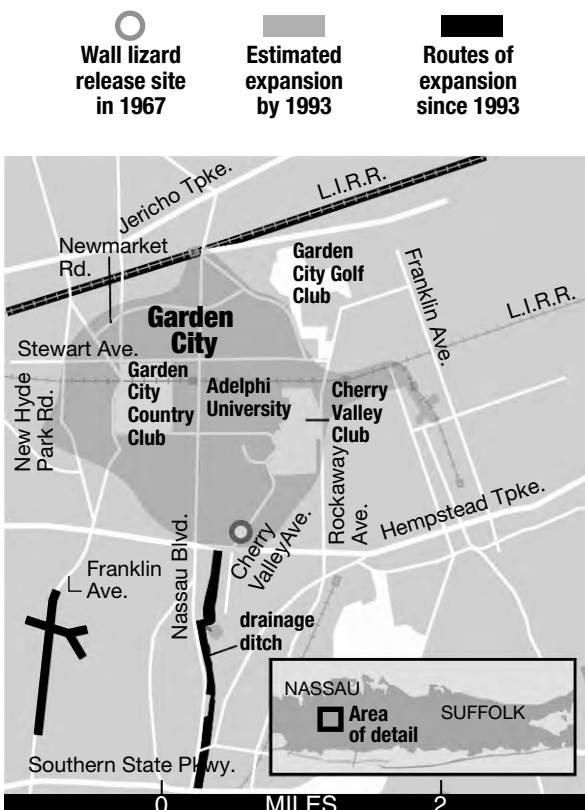 Wall lizard
release site
in 1967
Estimated
expansion
by 1993
Routes of
expansion
since 1993
Jericho Tpke.
L.I.R.R.
Newmarket
Rd.
Garden
City Golf
Club
Franklin Ave.
L.I.R.R.
Garden
City
Stewart Ave.
New Hyde
Park Rd.
Garden
City
Country
Club
Adelphi
University
Cherry
Valley
Club
Rockaway
Ave.
Hempstead Tpke.
Nassau Blvd.
Cherry
ValleyAve.
Franklin
Ave.
drainage
ditch
NASSAU
SUFFOLK
Area
of detail
Southern State Pkwy.
0 MILES 2